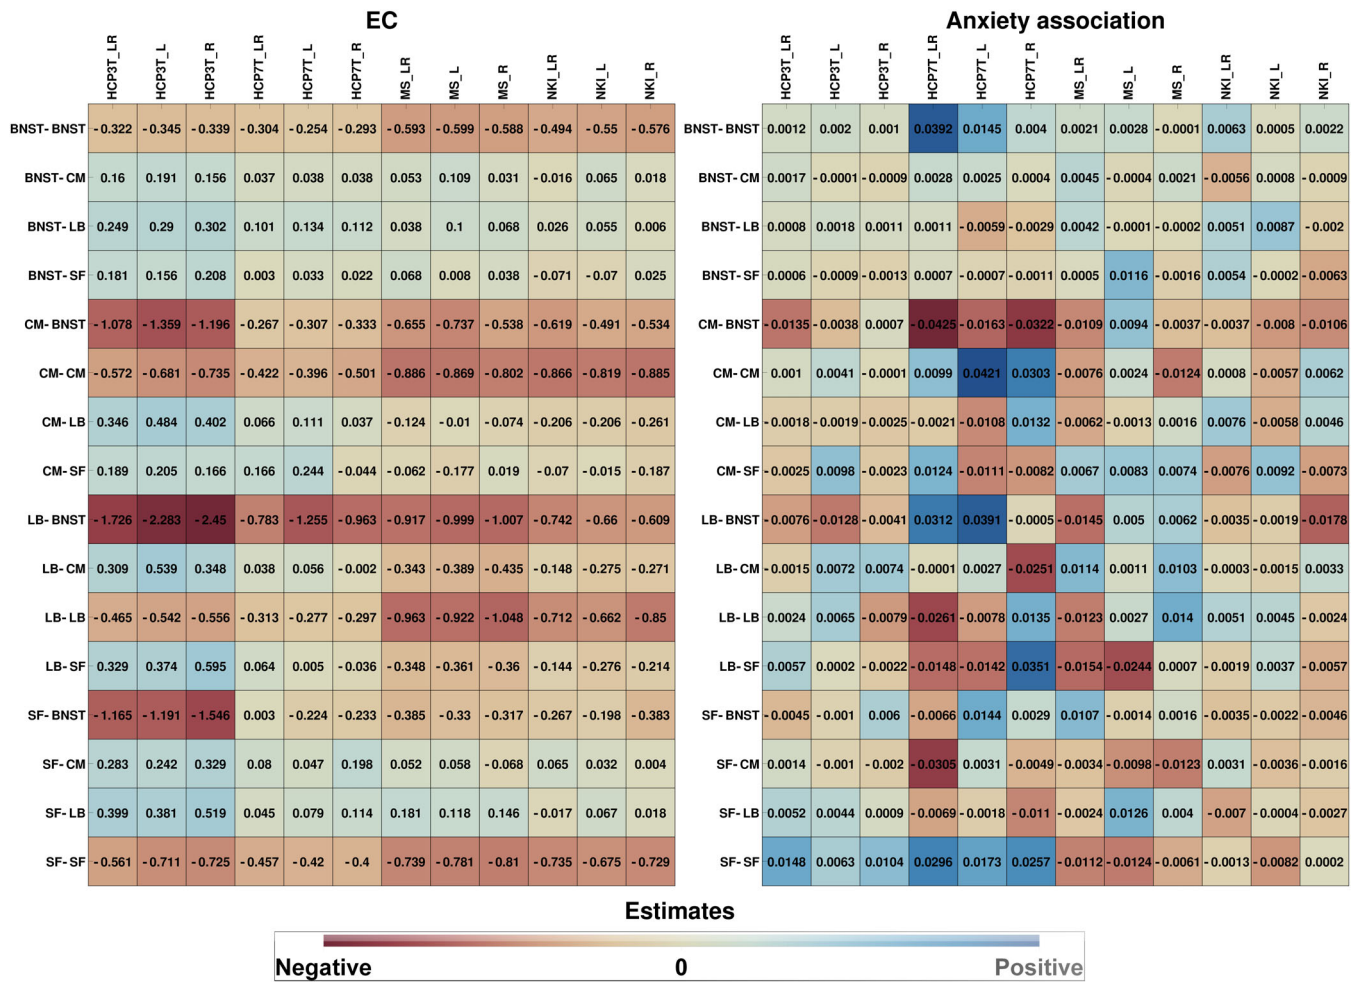 EC Anxiety association
HCP3T_LR HCP3T_L HCP3T_R HCP7T_LR HCP7T_L HCP7T_R MS_LR MS_L MS_R NKI_LR NKI_L NKI_R HCP3T_LR HCP3T_L HCP3T_R HCP7T_LR HCP7T_L HCP7T_R MS_LR MS_L MS_R NKI_LR NKI_L NKI_R
BNST-BNST -0.322 -0.345 -0.339 -0.304 -0.254 -0.293 -0.593 -0.599 -0.588 -0.494 -0.55 -0.576 BNST-BNST 0.0012 0.002 0.001 0.0392 0.0145 0.004 0.0021 0.0028 -0.0001 0.0063 0.0005 0.0022
BNST-CM 0.16 0.191 0.156 0.037 0.038 0.038 0.053 0.109 0.031 -0.016 0.065 0.018 BNST-CM 0.0017 -0.0001 -0.0009 0.0028 0.0025 0.0004 0.0045 -0.0004 0.0021 -0.0056 0.0008 -0.0009
BNST-LB 0.249 0.29 0.302 0.101 0.134 0.112 0.038 0.1 0.068 0.026 0.055 0.006 BNST-LB 0.0008 0.0018 0.0011 0.0011 -0.0059 -0.0029 0.0042 -0.0001 -0.0002 0.0051 0.0087 -0.002
BNST-SF 0.181 0.156 0.208 0.003 0.033 0.022 0.068 0.008 0.038 -0.071 -0.07 0.025 BNST-SF 0.0006 -0.0009 -0.0013 0.0007 -0.0007 -0.0011 0.0005 0.0116 -0.0016 0.0054 -0.0002 -0.0063
CM-BNST -1.078 -1.359 -1.196 -0.267 -0.307 -0.333 -0.655 -0.737 -0.538 -0.619 -0.491 -0.534 CM-BNST -0.0135 -0.0038 0.0007 -0.0425 -0.0163 -0.0322 -0.0109 0.0094 -0.0037 -0.0037 -0.008 -0.0106
CM-CM -0.572 -0.681 -0.735 -0.422 -0.396 -0.501 -0.886 -0.869 -0.802 -0.866 -0.819 -0.885 CM-CM 0.001 0.0041 -0.0001 0.0099 0.0421 0.0303 -0.0076 0.0024 -0.0124 0.0008 -0.0057 0.0062
CM-LB 0.346 0.484 0.402 0.066 0.111 0.037 -0.124 -0.01 -0.074 -0.206 -0.206 -0.261 CM-LB -0.0018 -0.0019 -0.0025 -0.0021 -0.0108 0.0132 -0.0062 -0.0013 0.0016 0.0076 -0.0058 0.0046
CM-SF 0.189 0.205 0.166 0.166 0.244 -0.044 -0.062 -0.177 0.019 -0.07 -0.015 -0.187 CM-SF -0.0025 0.0098 -0.0023 0.0124 -0.0111 -0.0082 0.0067 0.0083 0.0074 -0.0076 0.0092 -0.0073
LB-BNST -1.726 -2.283 -2.45 -0.783 -1.255 -0.963 -0.917 -0.999 -1.007 -0.742 -0.66 -0.609 LB-BNST -0.0076 -0.0128 -0.0041 0.0312 0.0391 -0.0005 -0.0145 0.005 0.0062 -0.0035 -0.0019 -0.0178
LB-CM 0.309 0.539 0.348 0.038 0.056 -0.002 -0.343 -0.389 -0.435 -0.148 -0.275 -0.271 LB-CM -0.0015 0.0072 0.0074 -0.0001 0.0027 -0.0251 0.0114 0.0011 0.0103 -0.0003 -0.0015 0.0033
LB-LB -0.465 -0.542 -0.556 -0.313 -0.277 -0.297 -0.963 -0.922 -1.048 -0.712 -0.662 -0.85 LB-LB 0.0024 0.0065 -0.0079 -0.0261 -0.0078 0.0135 -0.0123 0.0027 0.014 0.0051 0.0045 -0.0024
LB-SF 0.329 0.374 0.595 0.064 0.005 -0.036 -0.348 -0.361 -0.36 -0.144 -0.276 -0.214 LB-SF 0.0057 0.0002 -0.0022 -0.0148 -0.0142 0.0351 -0.0154 -0.0244 0.0007 -0.0019 0.0037 -0.0057
SF-BNST -1.165 -1.191 -1.546 0.003 -0.224 -0.233 -0.385 -0.33 -0.317 -0.267 -0.198 -0.383 SF-BNST -0.0045 -0.001 0.006 -0.0066 0.0144 0.0029 0.0107 -0.0014 0.0016 -0.0035 -0.0022 -0.0046
SF-CM 0.283 0.242 0.329 0.08 0.047 0.198 0.052 0.058 -0.068 0.065 0.032 0.004 SF-CM 0.0014 -0.001 -0.002 -0.0305 0.0031 -0.0049 -0.0034 -0.0098 -0.0123 0.0031 -0.0036 -0.0016
SF-LB 0.399 0.381 0.519 0.045 0.079 0.114 0.181 0.118 0.146 -0.017 0.067 0.018 SF-LB 0.0052 0.0044 0.0009 -0.0069 -0.0018 -0.011 -0.0024 0.0126 0.004 -0.007 -0.0004 -0.0027
SF-SF -0.561 -0.711 -0.725 -0.457 -0.42 -0.4 -0.739 -0.781 -0.81 -0.735 -0.675 -0.729 SF-SF 0.0148 0.0063 0.0104 0.0296 0.0173 0.0257 -0.0112 -0.0124 -0.0061 -0.0013 -0.0082 0.0002
Estimates
Negative 0 Positive